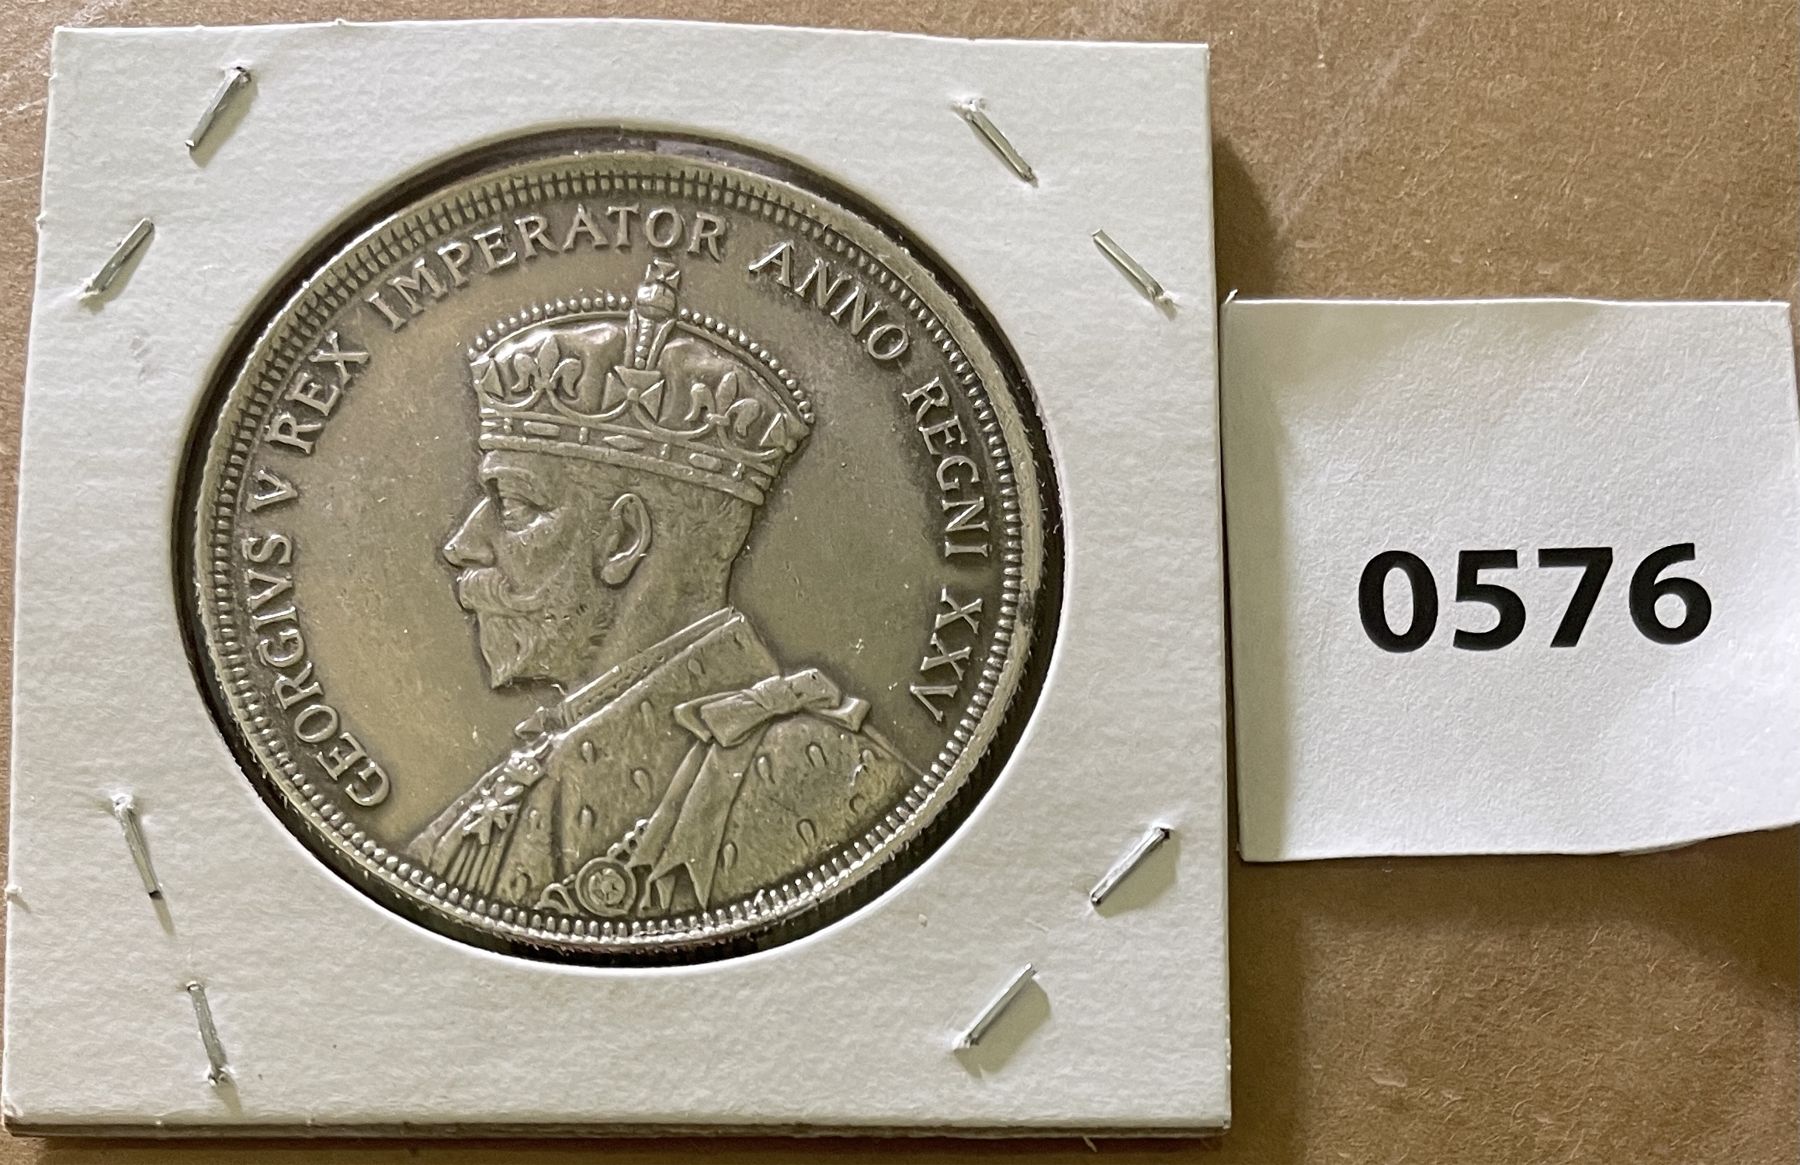 GEORGIVS V REX IMPERATOR ANNO REGNI XXV
0576